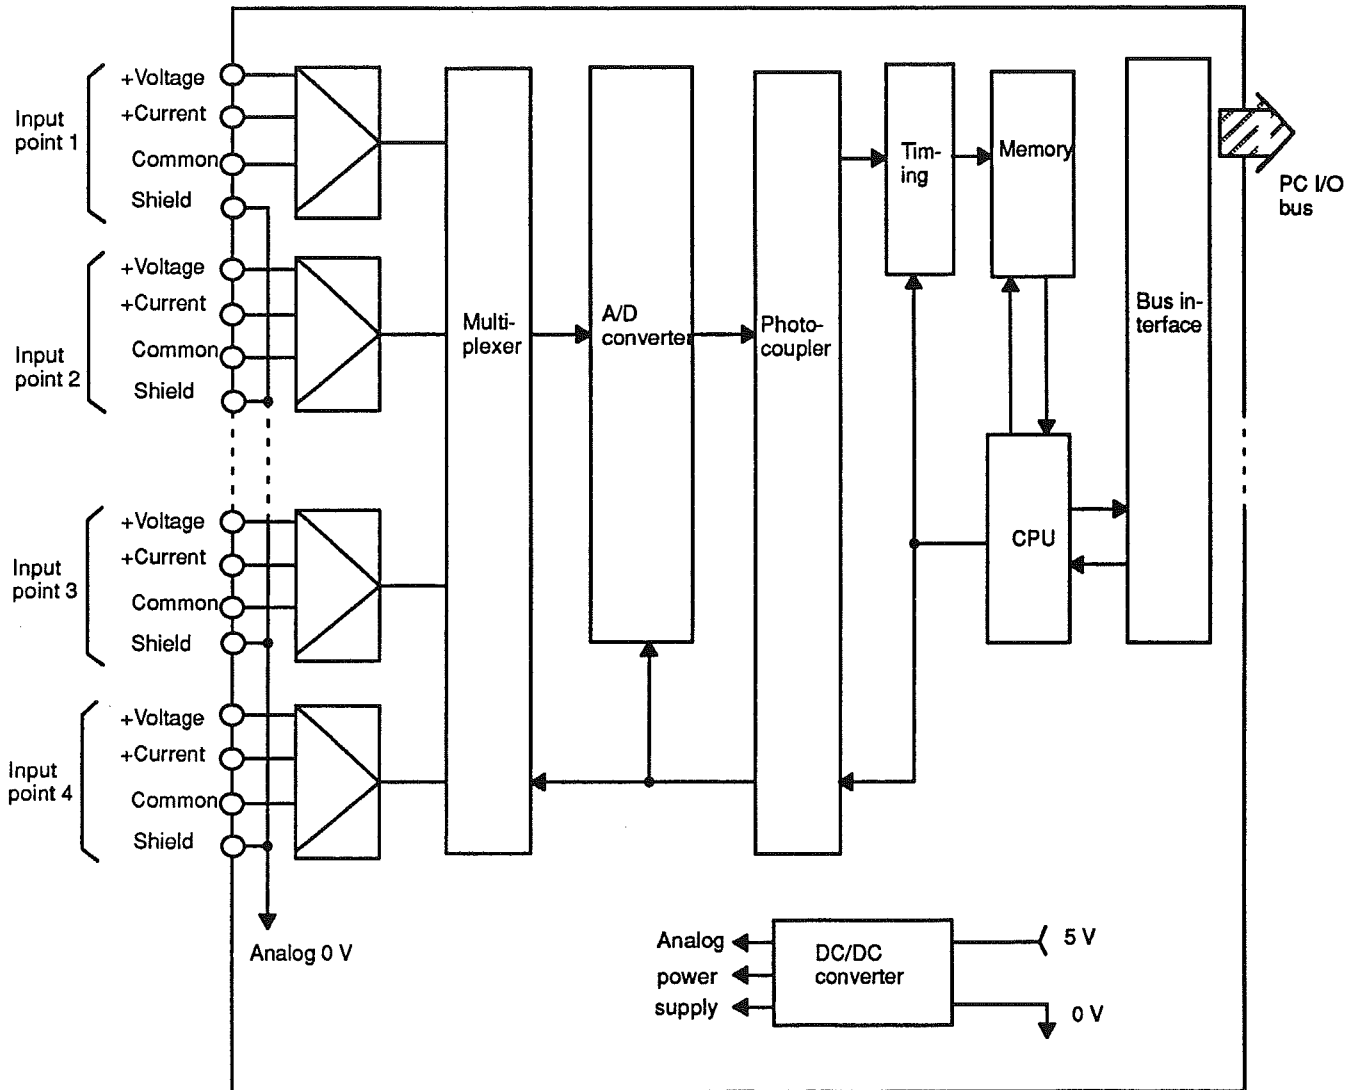 Input
point 1
+Voltage
+Current
Common
Shield
Input
point 2
+Voltage
+Current
Common
Shield
Input
point 3
+Voltage
+Current
Common
Shield
Input
point 4
+Voltage
+Current
Common
Shield
Analog 0 V
Multi-
plexer
A/D
converter
Photo-
coupler
Tim-
ing
Memory
CPU
Bus in-
terface
PC I/O
bus
Analog
power
supply
DC/DC
converter
5 V
0 V